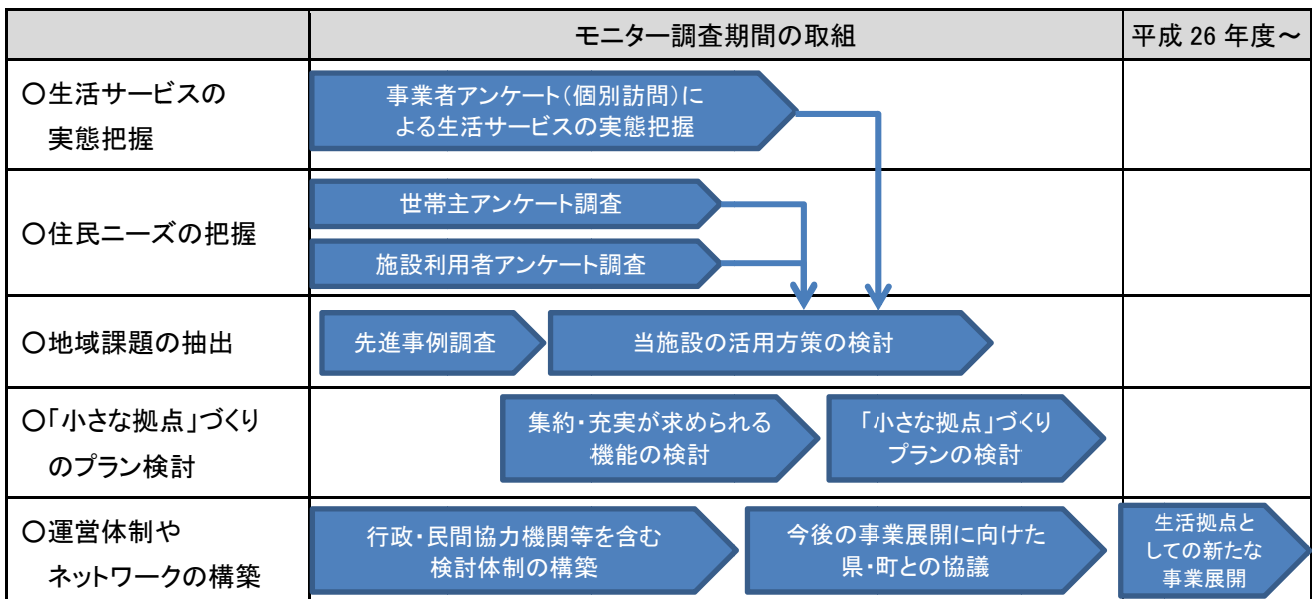 モニター調査期間の取組
平成 26 年度～
○生活サービスの
実態把握
事業者アンケート(個別訪問)に
よる生活サービスの実態把握
○住民ニーズの把握
世帯主アンケート調査
施設利用者アンケート調査
○地域課題の抽出
先進事例調査
当施設の活用方策の検討
○「小さな拠点」づくり
のプラン検討
集約・充実が求められる
機能の検討
「小さな拠点」づくり
プランの検討
○運営体制や
ネットワークの構築
行政・民間協力機関等を含む
検討体制の構築
今後の事業展開に向けた
県・町との協議
生活拠点と
しての新たな
事業展開